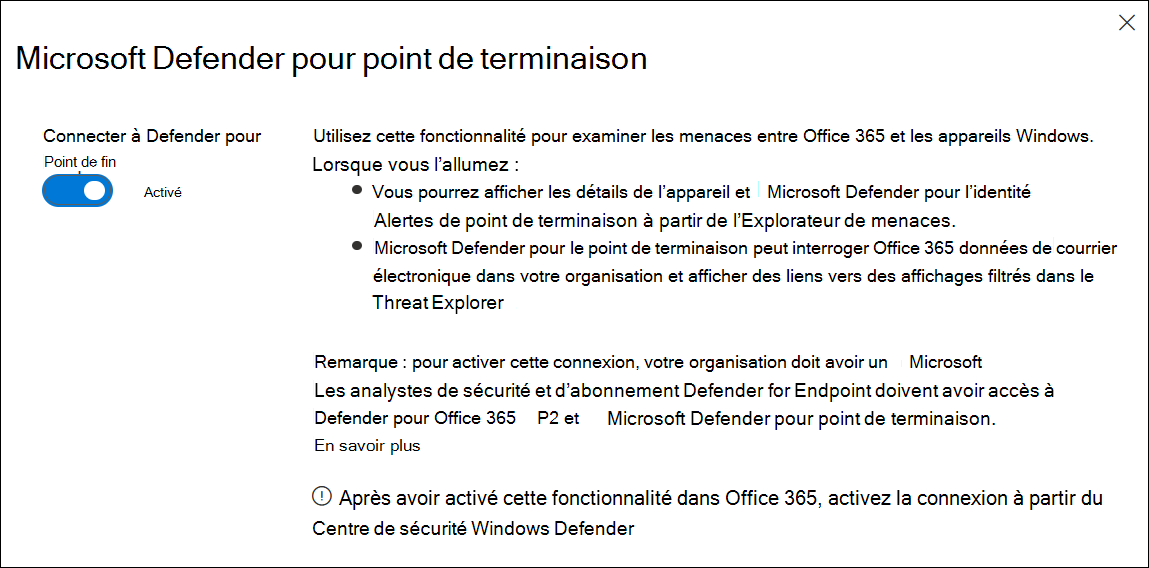 Microsoft Defender pour point de terminaison
Connecter à Defender pour
Point de fin
Activé
Utilisez cette fonctionnalité pour examiner les menaces entre Office 365 et les appareils Windows.
Lorsque vous l’allumez :
Vous pourrez afficher les détails de l’appareil et Microsoft Defender pour l’identité
Alertes de point de terminaison à partir de l’Explorateur de menaces.
Microsoft Defender pour le point de terminaison peut interroger Office 365 données de courrier
électronique dans votre organisation et afficher des liens vers des affichages filtrés dans le
Threat Explorer
Remarque : pour activer cette connexion, votre organisation doit avoir un Microsoft
Les analystes de sécurité et d’abonnement Defender for Endpoint doivent avoir accès à
Defender pour Office 365 P2 et Microsoft Defender pour point de terminaison.
En savoir plus
Après avoir activé cette fonctionnalité dans Office 365, activez la connexion à partir du
Centre de sécurité Windows Defender